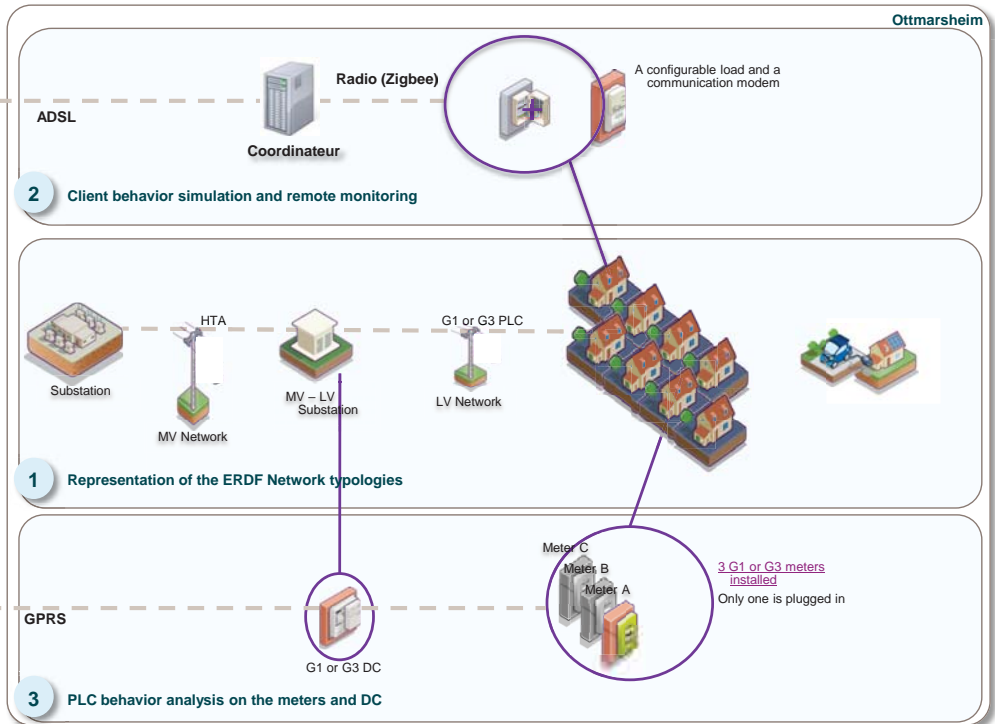 Ottmarsheim
Radio (Zigbee)
A configurable load and a
communication modem
ADSL
Coordinateur
2 Client behavior simulation and remote monitoring
HTA
G1 or G3 PLC
Substation
MV – LV
Substation
LV Network
MV Network
1 Representation of the ERDF Network typologies
Meter C
Meter B
Meter A
3 G1 or G3 meters
installed
Only one is plugged in
GPRS
G1 or G3 DC
3 PLC behavior analysis on the meters and DC